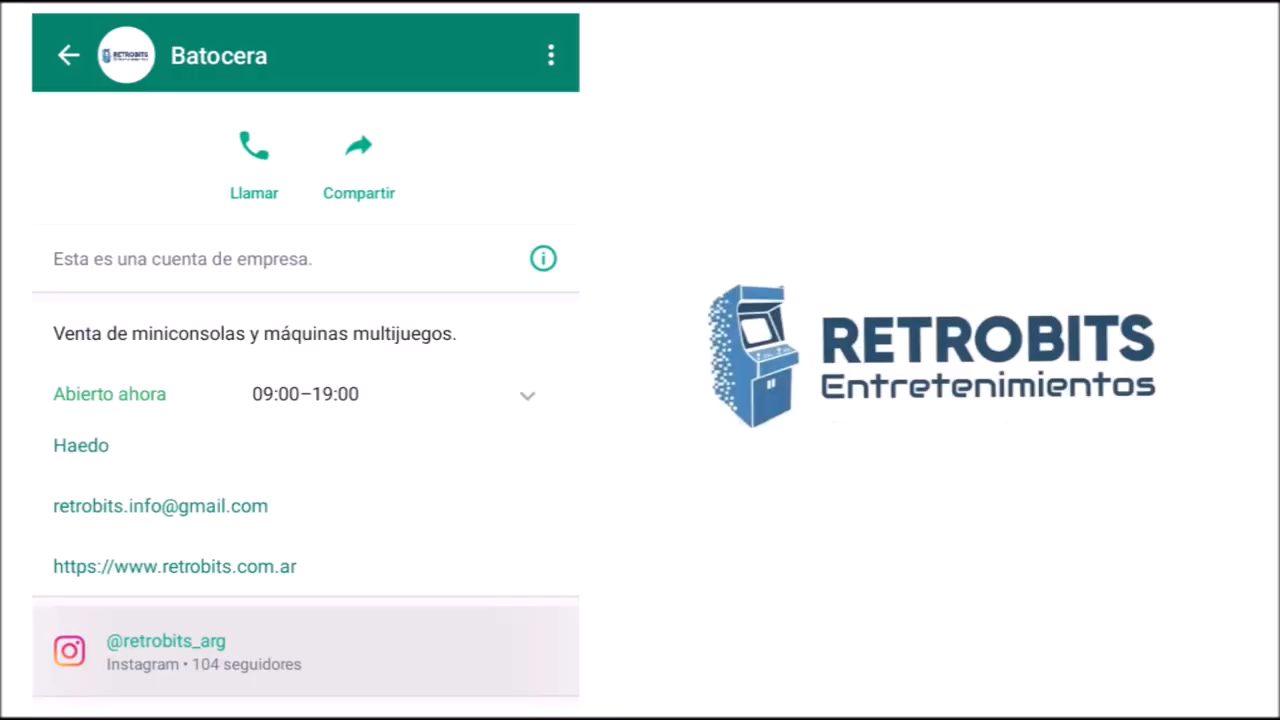 Batocera
Llamar
Compartir
Esta es una cuenta de empresa.
Venta de miniconsolas y máquinas multijuegos.
Abierto ahora 09:00–19:00
Haedo
retrobits.info@gmail.com
https://www.retrobits.com.ar
@retrobits_arg
Instagram • 104 seguidores
RETROBITS
Entretenimientos